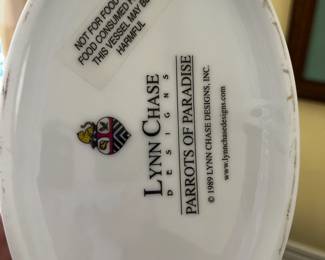 NOT FOR FOOD
FOOD CONSUMED
THIS VESSEL MAY BE
HARMFUL
LYNN CHASE
DESIGNS
PARROTS OF PARADISE
© 1989 LYNN CHASE DESIGNS, INC.
www.lynnchasedesigns.com